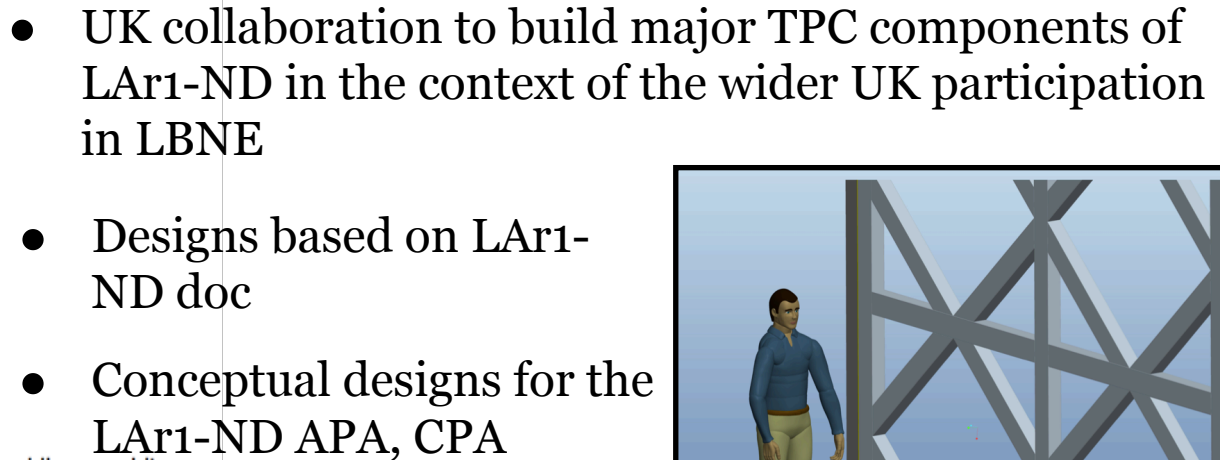 ● UK collaboration to build major TPC components of
LAr1-ND in the context of the wider UK participation
in LBNE
● Designs based on LAr1-
ND doc
● Conceptual designs for the
LAr1-ND APA, CPA